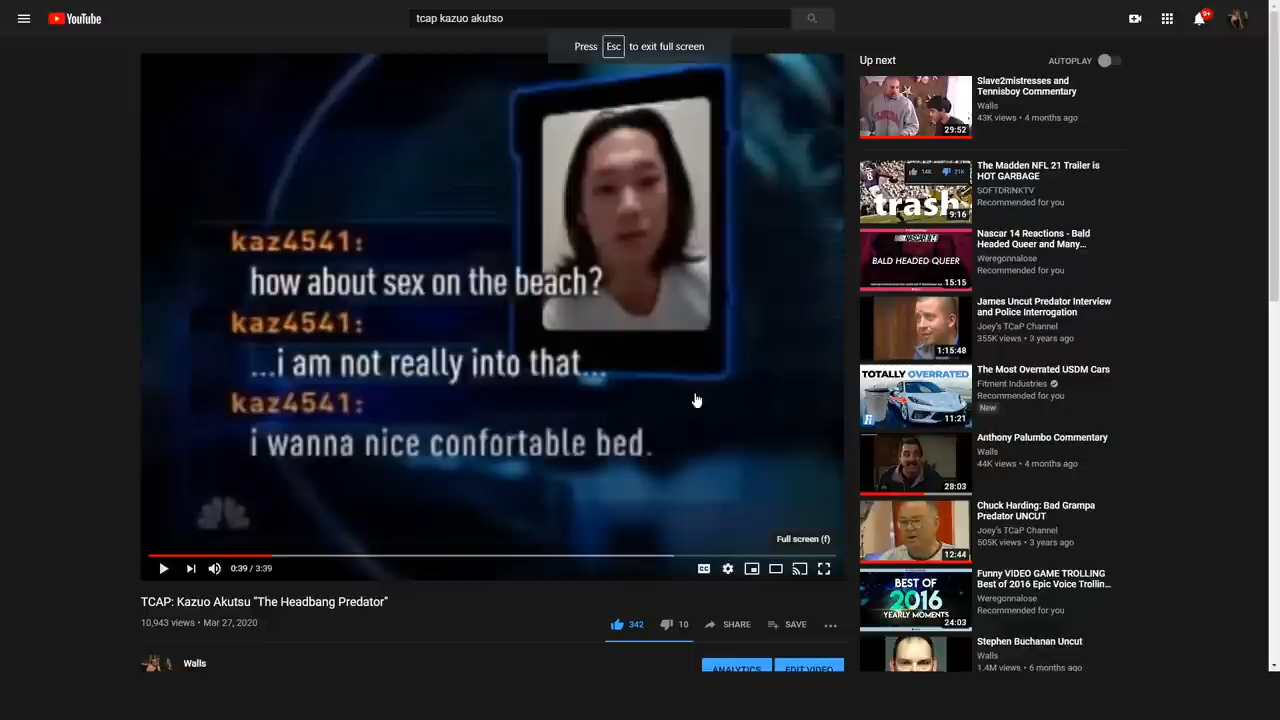 YouTube
tcap kazuo akutso
9+
Press Esc to exit full screen
kaz4541:
how about sex on the beach?
kaz4541:
...i am not really into that...
kaz4541:
i wanna nice confortable bed.
Full screen (f)
0:39 / 3:39
CC
TCAP: Kazuo Akutsu "The Headbang Predator"
10,943 views • Mar 27, 2020
342
10
SHARE
SAVE
Walls
ANALYTICS
EDIT VIDEO
Up next
AUTOPLAY
29:52
Slave2mistresses and
Tennisboy Commentary
Walls
43K views • 4 months ago
14K
21K
trash
9:16
The Madden NFL 21 Trailer is
HOT GARBAGE
SOFTDRINKTV
Recommended for you
BALD HEADED QUEER
15:15
Nascar 14 Reactions - Bald
Headed Queer and Many...
Weregonnalose
Recommended for you
1:15:48
James Uncut Predator Interview
and Police Interrogation
Joey's TCaP Channel
355K views • 3 years ago
TOTALLY OVERRATED
11:21
The Most Overrated USDM Cars
Fitment Industries
Recommended for you
New
28:03
Anthony Palumbo Commentary
Walls
44K views • 4 months ago
12:44
Chuck Harding: Bad Grampa
Predator UNCUT
Joey's TCaP Channel
505K views • 3 years ago
BEST OF
2016
YEARLY MOMENTS
24:03
Funny VIDEO GAME TROLLING
Best of 2016 Epic Voice Trollin...
Weregonnalose
Recommended for you
Stephen Buchanan Uncut
Walls
1.4M views • 6 months ago